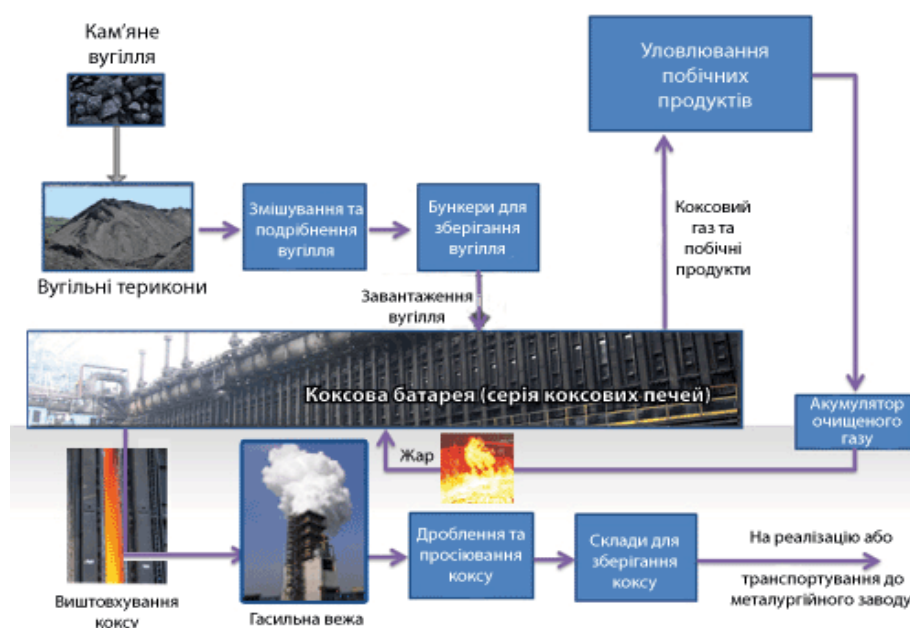 Кам’яне
вугілля
Вугільні терикони
Змішування та
подрібнення
вугілля
Бункери для
зберігання
вугілля
Завантаження
вугілля
Уловлювання
побічних
продуктів
Коксовий
газ та
побічні
продукти
Коксова батарея (серія коксових печей)
Акумулятор
очищеного
газу
Жар
Виштовхування
коксу
Гасильна вежа
Дроблення та
просіювання
коксу
Склади для
зберігання
коксу
На реалізацію або
транспортування до
металургійного заводу